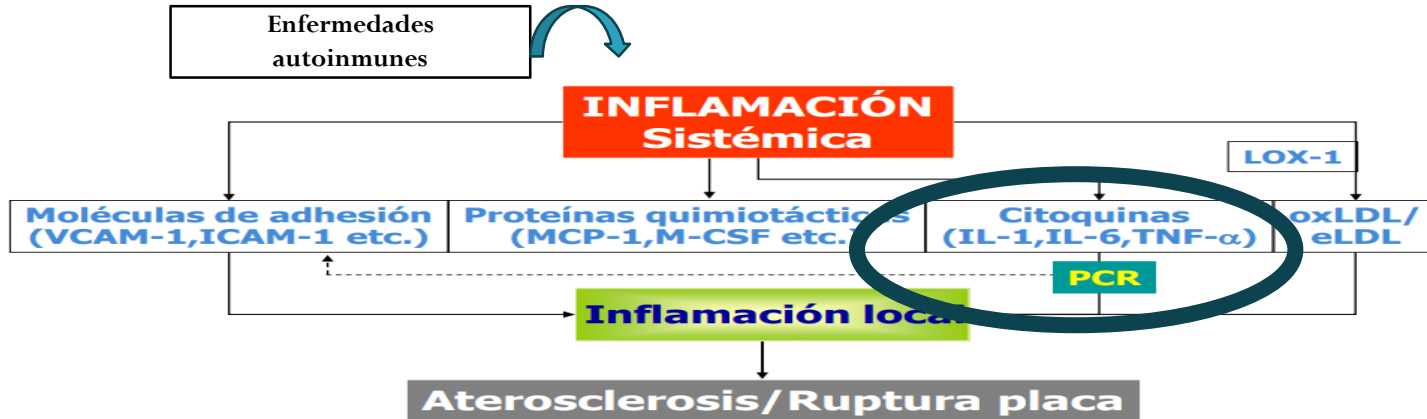 Enfermedades
autoinmunes
INFLAMACIÓN
Sistémica
LOX-1
Moléculas de adhesión
(VCAM-1,ICAM-1 etc.)
Proteínas quimiotácticas
(MCP-1,M-CSF etc.)
Citoquinas
(IL-1,IL-6,TNF-α)
oxLDL/
eLDL
PCR
Inflamación local
Aterosclerosis/Ruptura placa